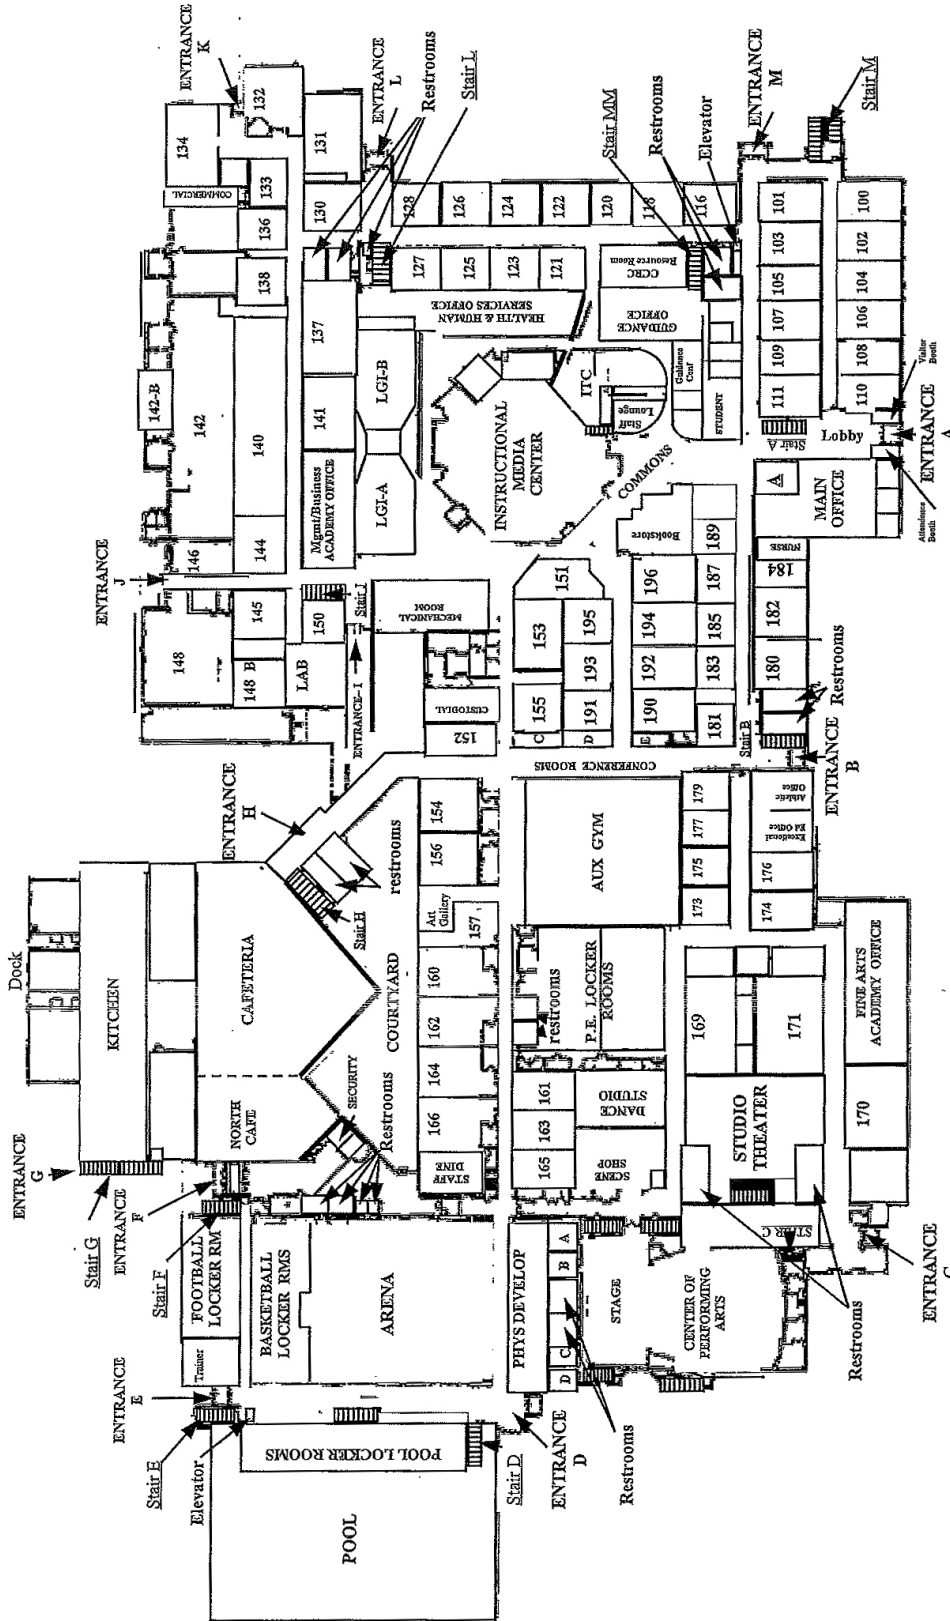 Dock
KITCHEN
ENTRANCE
G
Stair G
ENTRANCE
F
Stair F
ENTRANCE
E
Stair E
Elevator
FOOTBALL
LOCKER RM
Trainer
NORTH
CAFE
CAFETERIA
ENTRANCE
H
Stair H
restrooms
SECURITY
Restrooms
COURTYARD
BASKETBALL
LOCKER RMS
ARENA
POOL LOCKER ROOMS
POOL
Stair D
ENTRANCE
D
Restrooms
PHYS DEVELOP
A
B
C
D
STAGE
CENTER OF
PERFORMING
ARTS
STAIR C
ENTRANCE
C
Restrooms
STAFF
DINE
166
164
162
160
157
Art
Gallery
156
154
restrooms
165
163
161
SCENE
SHOP
DANCE
STUDIO
P.E. LOCKER
ROOMS
AUX GYM
STUDIO
THEATER
169
171
170
FINE ARTS
ACADEMY OFFICE
173
175
177
179
174
176
Exceptional
Ed Office
Athletic
Office
ENTRANCE
B
Stair B
Restrooms
CONFERENCE ROOMS
C
D
E
152
CUSTODIAL
MECHANICAL
ROOM
155
153
151
191
193
195
190
192
194
196
Bookstore
181
183
185
187
189
180
182
184
NURSE
MAIN
OFFICE
A
Attendance
Booth
ENTRANCE
A
Visitor
Booth
Lobby
Stair A
COMMONS
INSTRUCTIONAL
MEDIA
CENTER
ITC
Staff
Lounge
Guidance
Conf
STUDENT
GUIDANCE
OFFICE
CCRC
Resource Room
HEALTH & HUMAN
SERVICES OFFICE
121
123
125
127
116
118
120
122
124
126
128
111
109
107
105
103
101
110
108
106
104
102
100
Stair MM
Restrooms
Elevator
ENTRANCE
M
Stair M
ENTRANCE
J
ENTRANCE-I
Stair J
148
148 B
145
LAB
150
146
144
142
142-B
140
Mgmt/Business
ACADEMY OFFICE
141
137
LGI-A
LGI-B
138
136
133
COMMERCIAL
134
132
131
130
ENTRANCE
K
ENTRANCE
L
Restrooms
Stair L